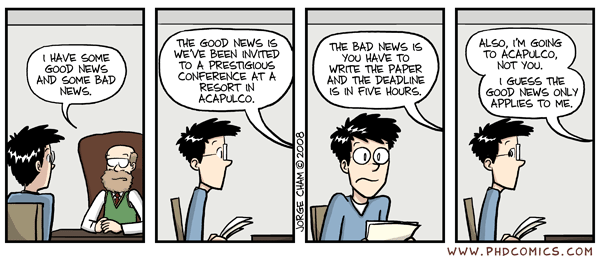 I HAVE SOME
GOOD NEWS
AND SOME BAD
NEWS.
THE GOOD NEWS IS
WE'VE BEEN INVITED
TO A PRESTIGIOUS
CONFERENCE AT A
RESORT IN
ACAPULCO.
JORGE CHAM © 2008
THE BAD NEWS IS
YOU HAVE TO
WRITE THE PAPER
AND THE DEADLINE
IS IN FIVE HOURS.
ALSO, I'M GOING
TO ACAPULCO,
NOT YOU.
I GUESS THE
GOOD NEWS ONLY
APPLIES TO ME.
WWW.PHDCOMICS.COM